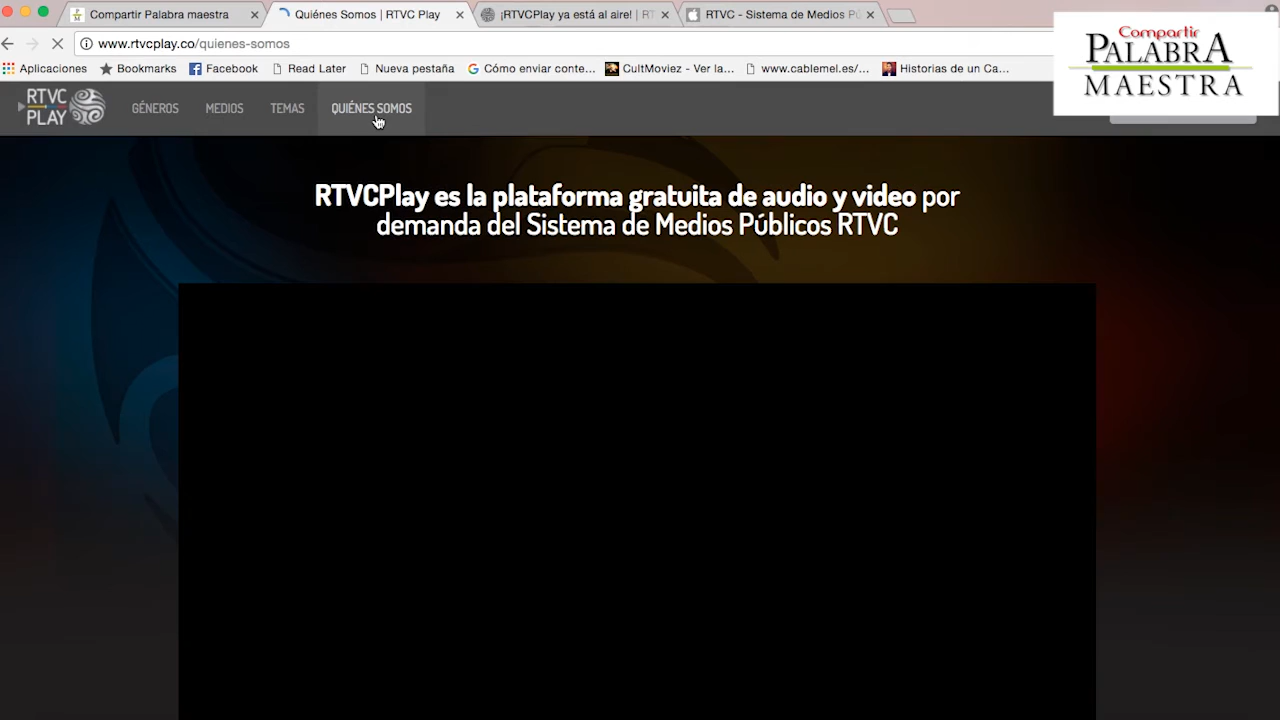 Compartir Palabra maestra
Quiénes Somos | RTVC Play
¡RTVCPlay ya está al aire! | RT
RTVC - Sistema de Medios Pú
www.rtvcplay.co/quienes-somos
Aplicaciones
Bookmarks
Facebook
Read Later
Nueva pestaña
Cómo enviar conte...
CultMoviez - Ver la...
www.cablemel.es/...
Historias de un Ca...
Compartir
PALABRA
MAESTRA
RTVC
PLAY
GÉNEROS
MEDIOS
TEMAS
QUIÉNES SOMOS
RTVCPlay es la plataforma gratuita de audio y video por
demanda del Sistema de Medios Públicos RTVC